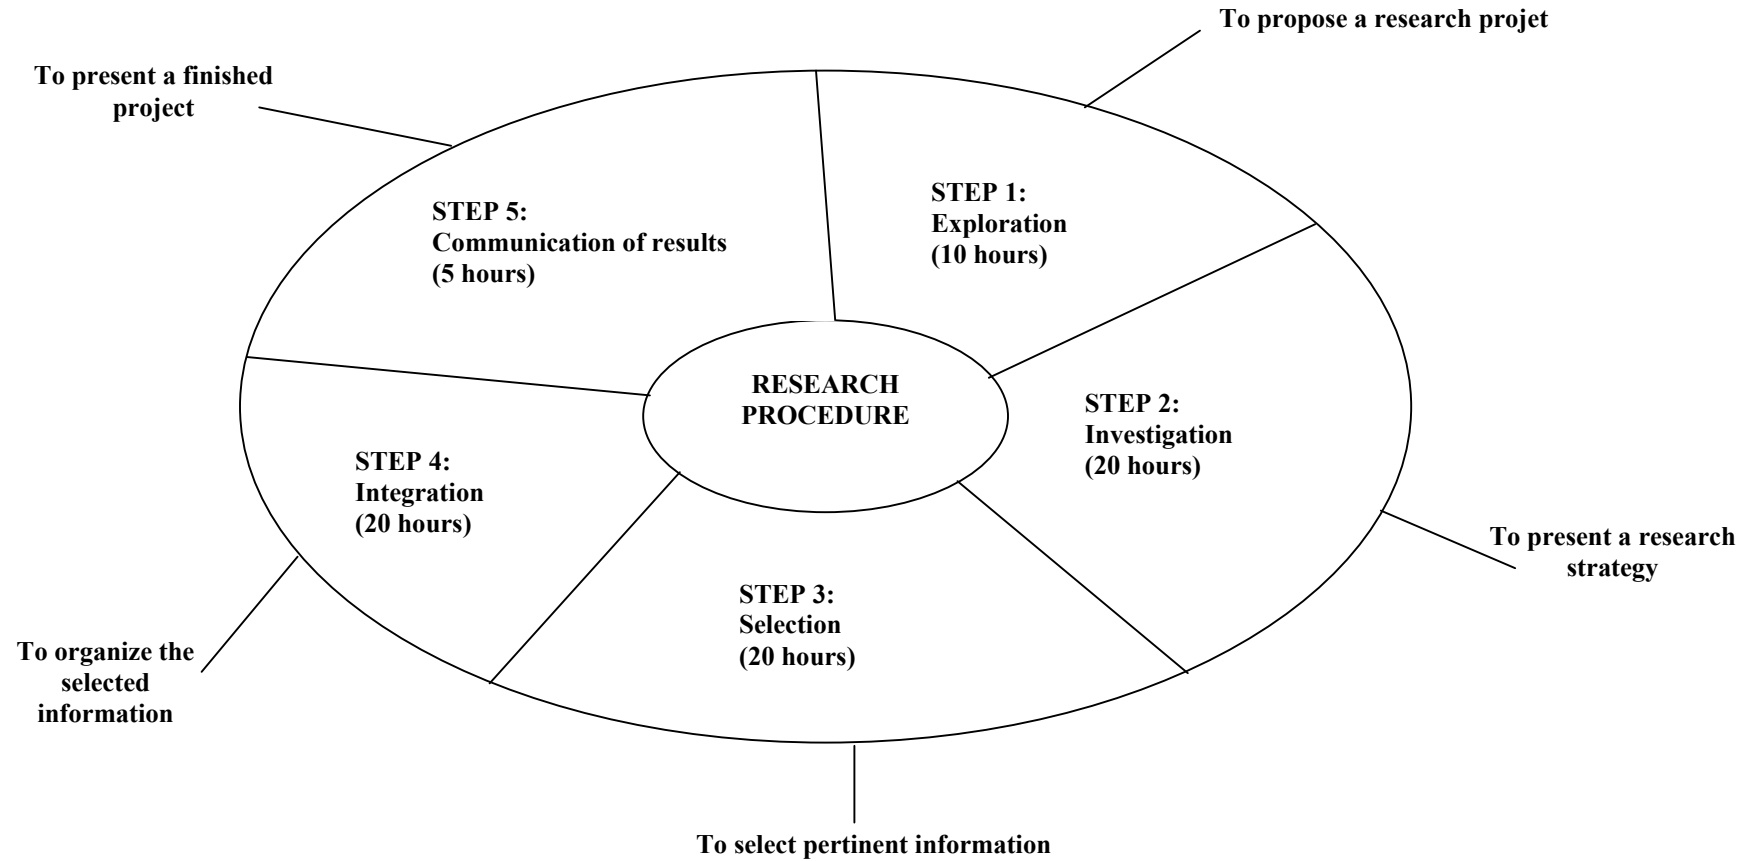 To propose a research projet
To present a finished
project
STEP 1:
Exploration
(10 hours)
STEP 5:
Communication of results
(5 hours)
RESEARCH
PROCEDURE
STEP 2:
Investigation
(20 hours)
STEP 4:
Integration
(20 hours)
To present a research
strategy
STEP 3:
Selection
(20 hours)
To organize the
selected
information
To select pertinent information